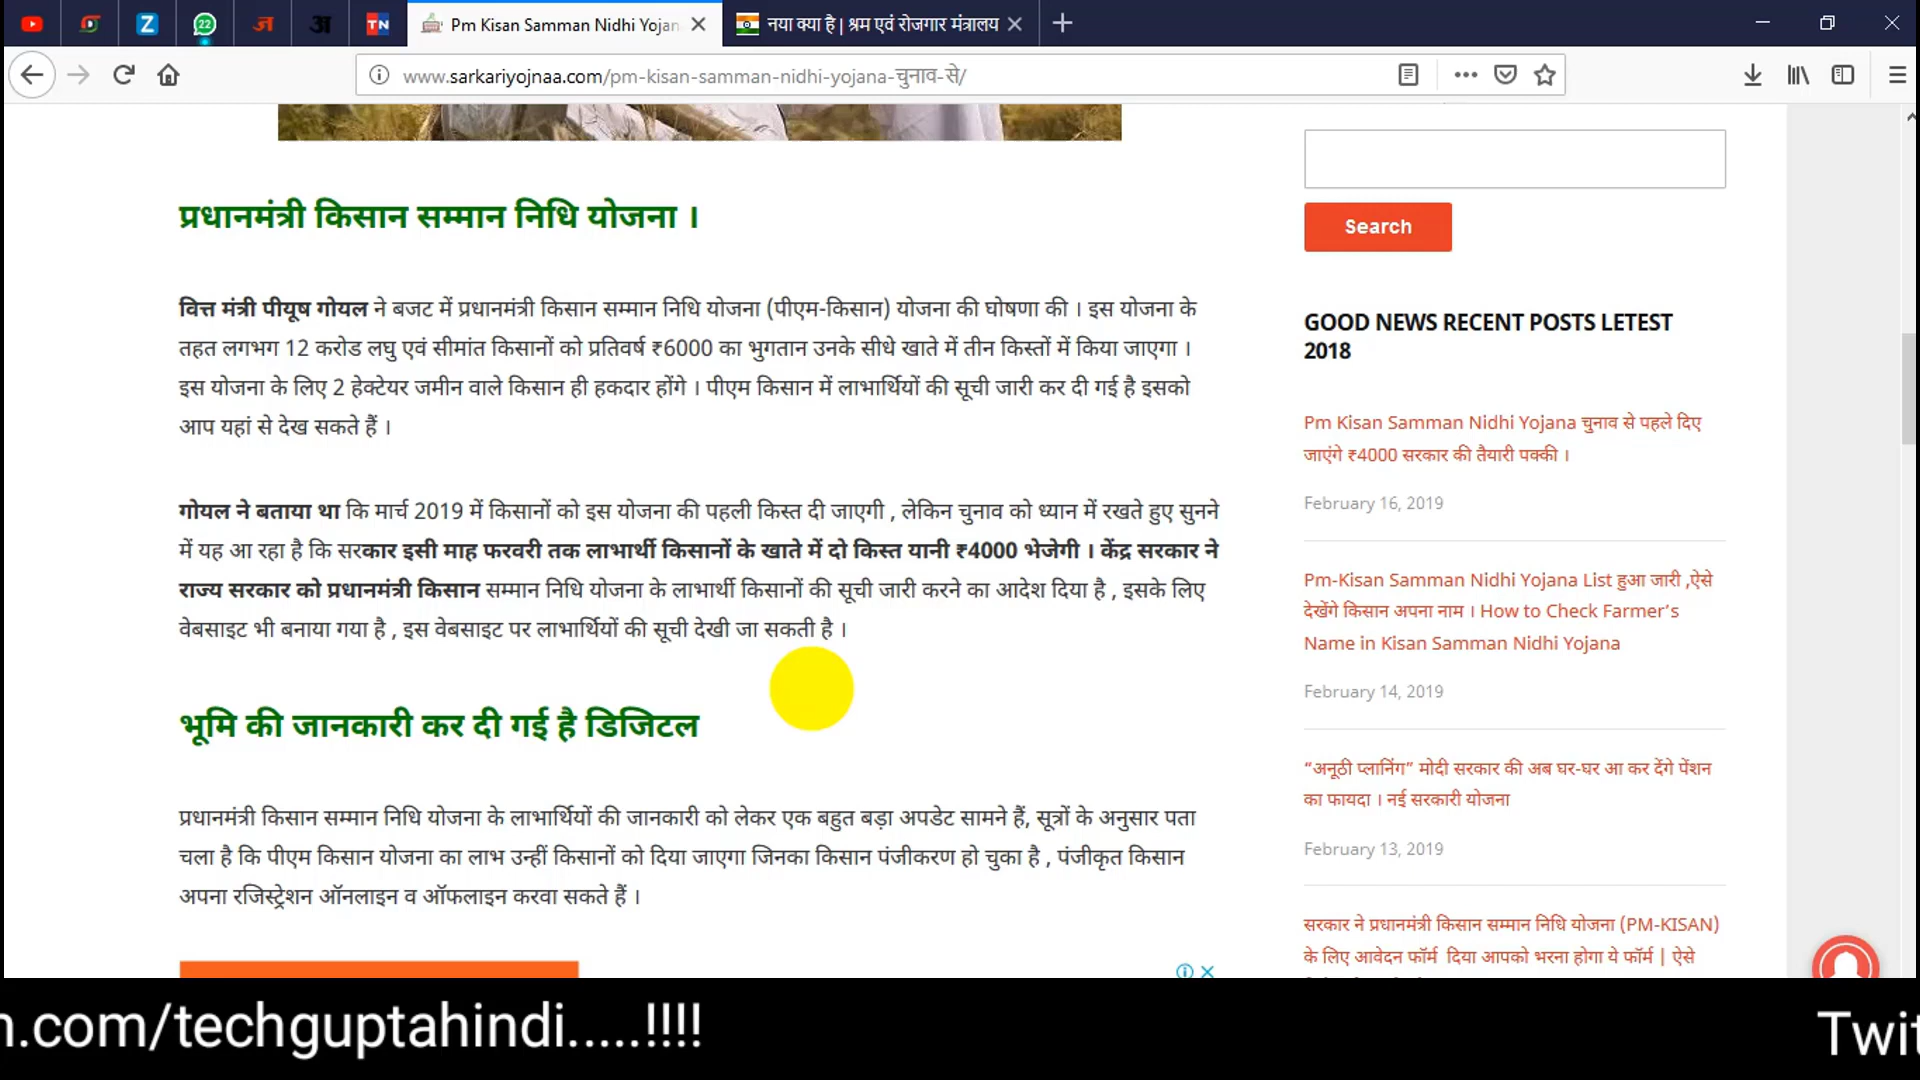 22
TN
Pm Kisan Samman Nidhi Yojan
नया क्या है | श्रम एवं रोजगार मंत्रालय
www.sarkariyojnaa.com/pm-kisan-samman-nidhi-yojana-चुनाव-से/
प्रधानमंत्री किसान सम्मान निधि योजना ।
वित्त मंत्री पीयूष गोयल ने बजट में प्रधानमंत्री किसान सम्मान निधि योजना (पीएम-किसान) योजना की घोषणा की । इस योजना के
तहत लगभग 12 करोड लघु एवं सीमांत किसानों को प्रतिवर्ष ₹6000 का भुगतान उनके सीधे खाते में तीन किस्तों में किया जाएगा ।
इस योजना के लिए 2 हेक्टेयर जमीन वाले किसान ही हकदार होंगे । पीएम किसान में लाभार्थियों की सूची जारी कर दी गई है इसको
आप यहां से देख सकते हैं ।
गोयल ने बताया था कि मार्च 2019 में किसानों को इस योजना की पहली किस्त दी जाएगी , लेकिन चुनाव को ध्यान में रखते हुए सुनने
में यह आ रहा है कि सरकार इसी माह फरवरी तक लाभार्थी किसानों के खाते में दो किस्त यानी ₹4000 भेजेगी । केंद्र सरकार ने
राज्य सरकार को प्रधानमंत्री किसान सम्मान निधि योजना के लाभार्थी किसानों की सूची जारी करने का आदेश दिया है , इसके लिए
वेबसाइट भी बनाया गया है , इस वेबसाइट पर लाभार्थियों की सूची देखी जा सकती है ।
भूमि की जानकारी कर दी गई है डिजिटल
प्रधानमंत्री किसान सम्मान निधि योजना के लाभार्थियों की जानकारी को लेकर एक बहुत बड़ा अपडेट सामने हैं, सूत्रों के अनुसार पता
चला है कि पीएम किसान योजना का लाभ उन्हीं किसानों को दिया जाएगा जिनका किसान पंजीकरण हो चुका है , पंजीकृत किसान
अपना रजिस्ट्रेशन ऑनलाइन व ऑफलाइन करवा सकते हैं ।
Search
GOOD NEWS RECENT POSTS LETEST
2018
Pm Kisan Samman Nidhi Yojana चुनाव से पहले दिए
जाएंगे ₹4000 सरकार की तैयारी पक्की ।
February 16, 2019
Pm-Kisan Samman Nidhi Yojana List हुआ जारी ,ऐसे
देखेंगे किसान अपना नाम । How to Check Farmer’s
Name in Kisan Samman Nidhi Yojana
February 14, 2019
“अनूठी प्लानिंग” मोदी सरकार की अब घर-घर आ कर देंगे पेंशन
का फायदा । नई सरकारी योजना
February 13, 2019
सरकार ने प्रधानमंत्री किसान सम्मान निधि योजना (PM-KISAN)
के लिए आवेदन फॉर्म दिया आपको भरना होगा ये फॉर्म | ऐसे
n.com/techguptahindi.....!!!!
Twit